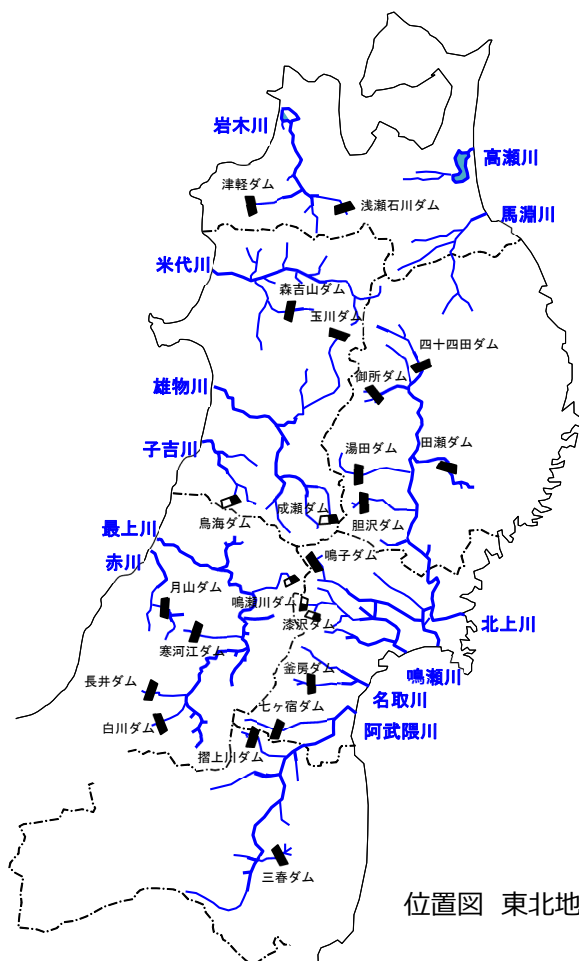 岩木川
高瀬川
津軽ダム
浅瀬石川ダム
馬淵川
米代川
森吉山ダム
玉川ダム
四十四田ダム
御所ダム
雄物川
子吉川
湯田ダム
田瀬ダム
成瀬ダム
鳥海ダム
胆沢ダム
最上川
赤川
鳴子ダム
月山ダム
鳴瀬川ダム
漆沢ダム
北上川
寒河江ダム
鳴瀬川
釜房ダム
長井ダム
名取川
七ヶ宿ダム
白川ダム
阿武隈川
摺上川ダム
三春ダム
位置図 東北地